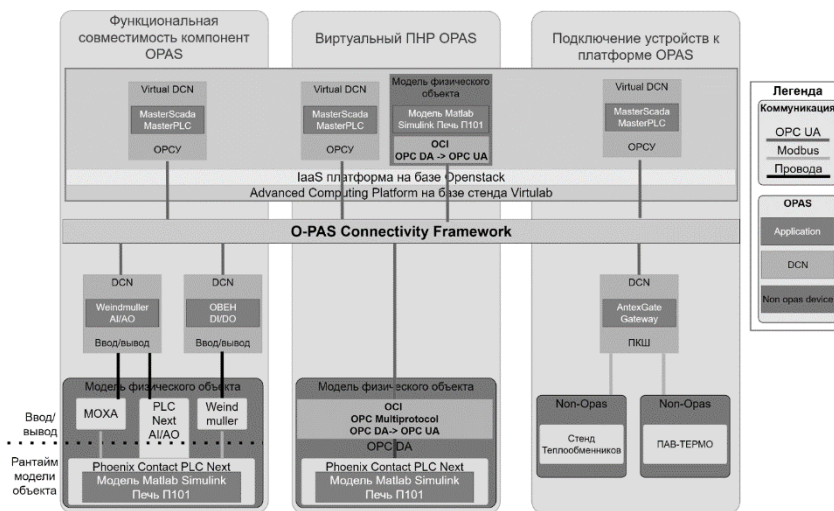 Функциональная
совместимость компонент
OPAS
Виртуальный ПНР OPAS
Подключение устройств к
платформе OPAS
Virtual DCN
MasterScada
MasterPLC
ОРСУ
Virtual DCN
MasterScada
MasterPLC
ОРСУ
Модель физического
объекта
Модель Matlab
Simulink Печь П101
OCI
OPC DA -> OPC UA
Virtual DCN
MasterScada
MasterPLC
ОРСУ
IaaS платформа на базе Openstack
Advanced Computing Platform на базе стенда Virtulab
O-PAS Connectivity Framework
DCN
Weindmuller
AI/AO
Ввод/вывод
DCN
ОВЕН
DI/DO
Ввод/вывод
DCN
AntexGate
Gateway
ПКШ
Модель физического объекта
MOXA
PLC
Next
AI/AO
Weind
muller
Phoenix Contact PLC Next
Модель Matlab Simulink
Печь П101
Модель физического объекта
OCI
OPC Multiprotocol
OPC DA-> OPC UA
OPC DA
Phoenix Contact PLC Next
Модель Matlab Simulink
Печь П101
Non-Opas
Стенд
Теплообменников
Non-Opas
ПАВ-ТЕРМО
Ввод/
вывод
Рантайм
модели
объекта
Легенда
Коммуникация
OPC UA
Modbus
Провода
OPAS
Application
DCN
Non opas device